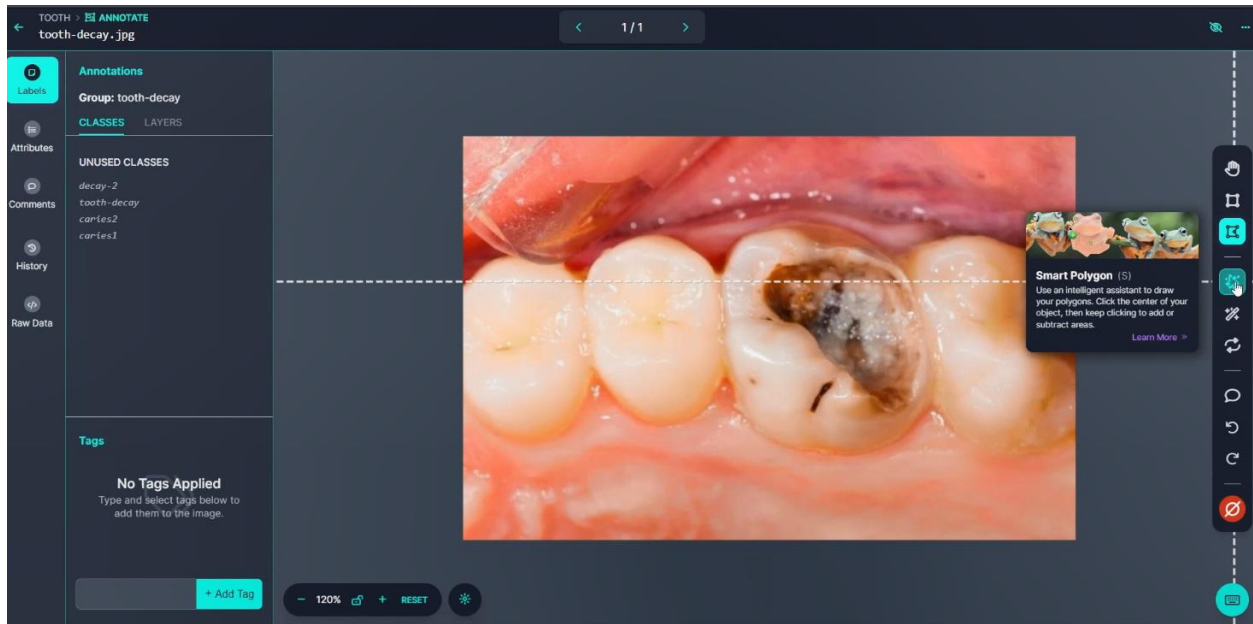 TOOTH > ANNOTATE
tooth-decay.jpg
1 / 1
Labels
Attributes
Comments
History
Raw Data
Annotations
Group: tooth-decay
CLASSES LAYERS
UNUSED CLASSES
decay-2
tooth-decay
caries2
caries1
Tags
No Tags Applied
Type and select tags below to
add them to the image.
+ Add Tag
− 120% + RESET
Smart Polygon (S)
Use an intelligent assistant to draw
your polygons. Click the center of your
object, then keep clicking to add or
subtract areas.
Learn More »